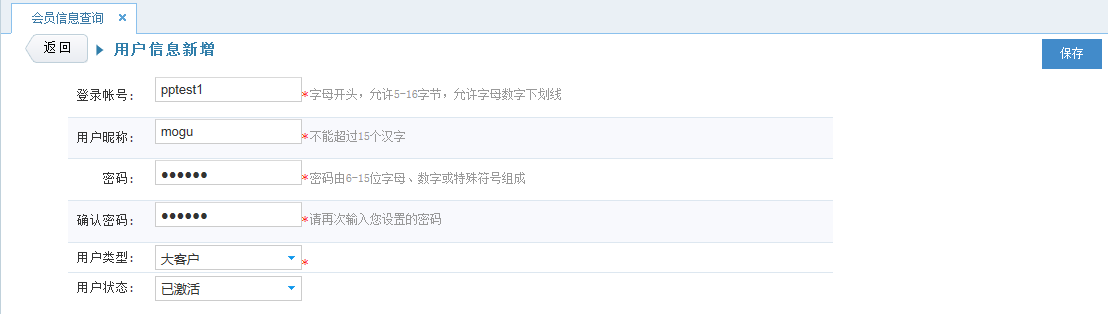 会员信息查询 ×
返回 用户信息新增 保存
登录帐号： pptest1 *字母开头，允许5-16字节，允许字母数字下划线
用户昵称： mogu *不能超过15个汉字
密码： ●●●●●● *密码由6-15位字母、数字或特殊符号组成
确认密码： ●●●●●● *请再次输入您设置的密码
用户类型： 大客户 *
用户状态： 已激活